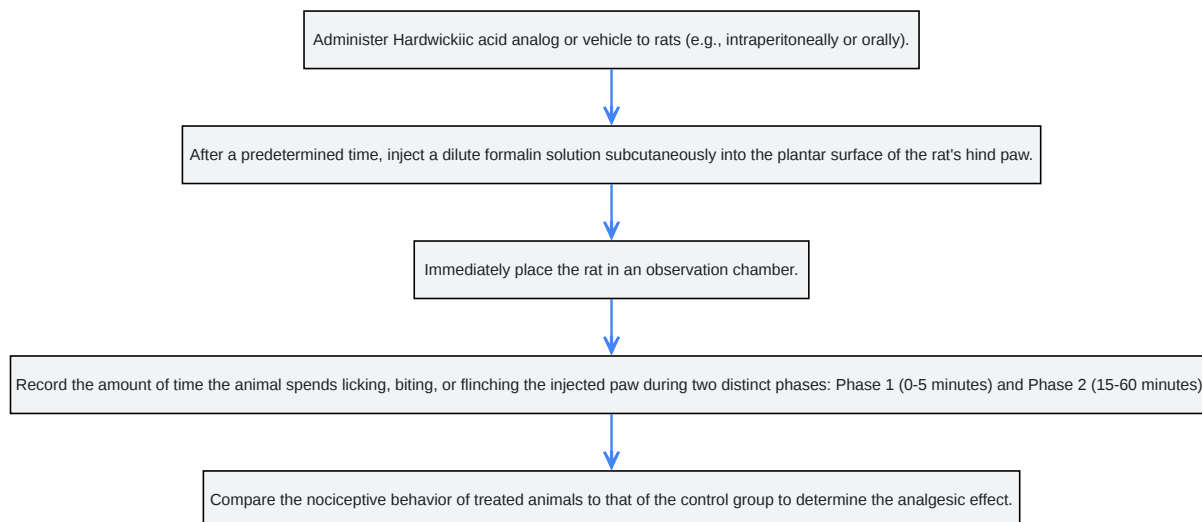 Administer Hardwickiic acid analog or vehicle to rats (e.g., intraperitoneally or orally).
After a predetermined time, inject a dilute formalin solution subcutaneously into the plantar surface of the rat's hind paw.
Immediately place the rat in an observation chamber.
Record the amount of time the animal spends licking, biting, or flinching the injected paw during two distinct phases: Phase 1 (0-5 minutes) and Phase 2 (15-60 minutes)
Compare the nociceptive behavior of treated animals to that of the control group to determine the analgesic effect.